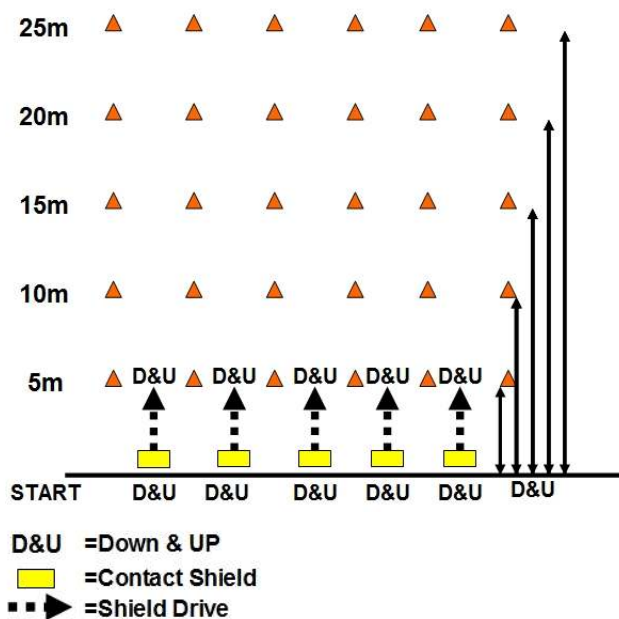 25m
20m
15m
10m
5m D&U D&U D&U D&U D&U
START D&U D&U D&U D&U D&U D&U
D&U =Down & UP
=Contact Shield
=Shield Drive